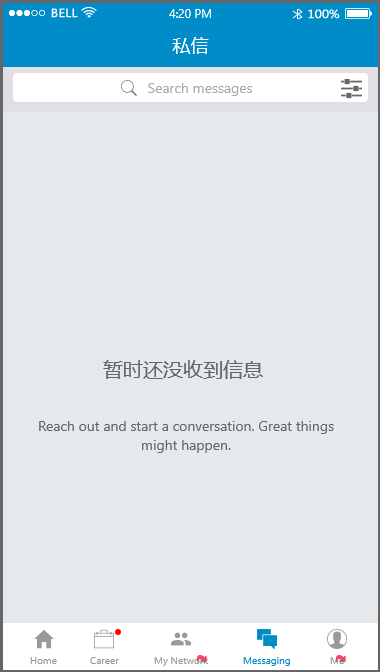 BELL 4:20 PM 100%
私信
Search messages
暂时还没收到信息
Reach out and start a conversation. Great things
might happen.
Home Career My Network Messaging Me